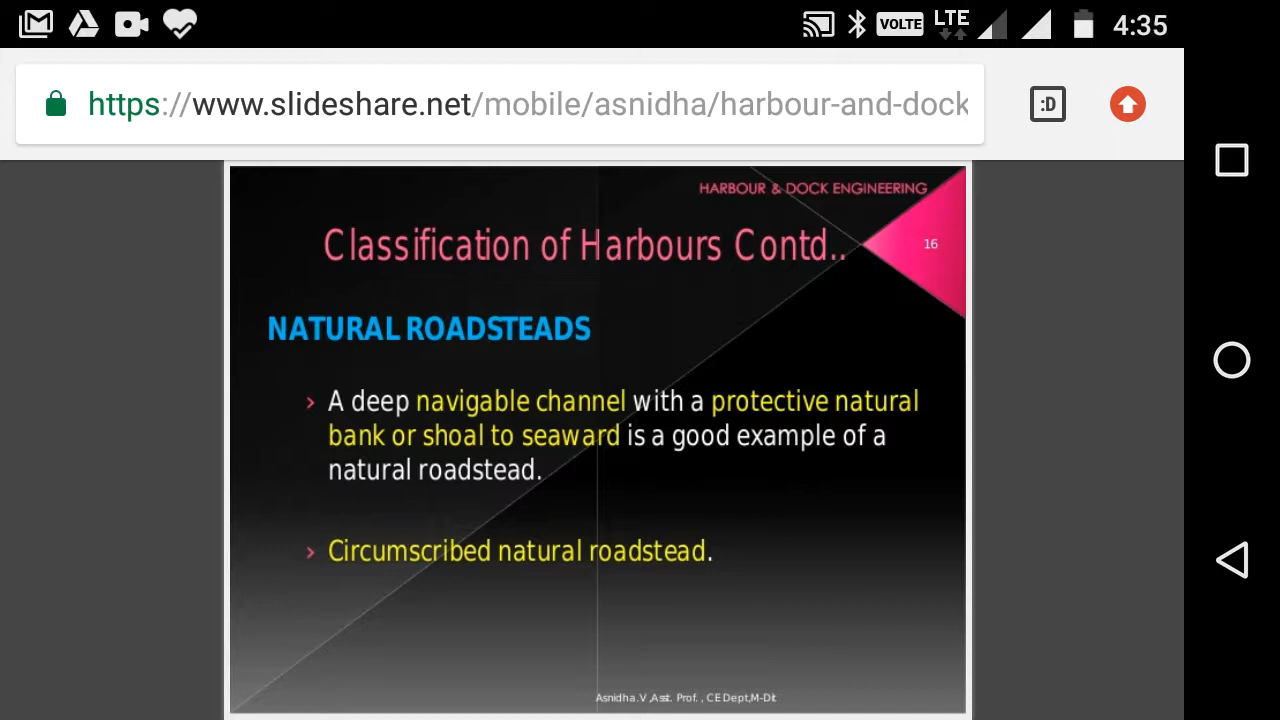 VOLTE LTE 4:35
https://www.slideshare.net/mobile/asnidha/harbour-and-dock :D
HARBOUR & DOCK ENGINEERING
Classification of Harbours Contd..
16
NATURAL ROADSTEADS
› A deep navigable channel with a protective natural
bank or shoal to seaward is a good example of a
natural roadstead.
› Circumscribed natural roadstead.
Asnidha.V ,Asst. Prof. , CE Dept,M-Dit